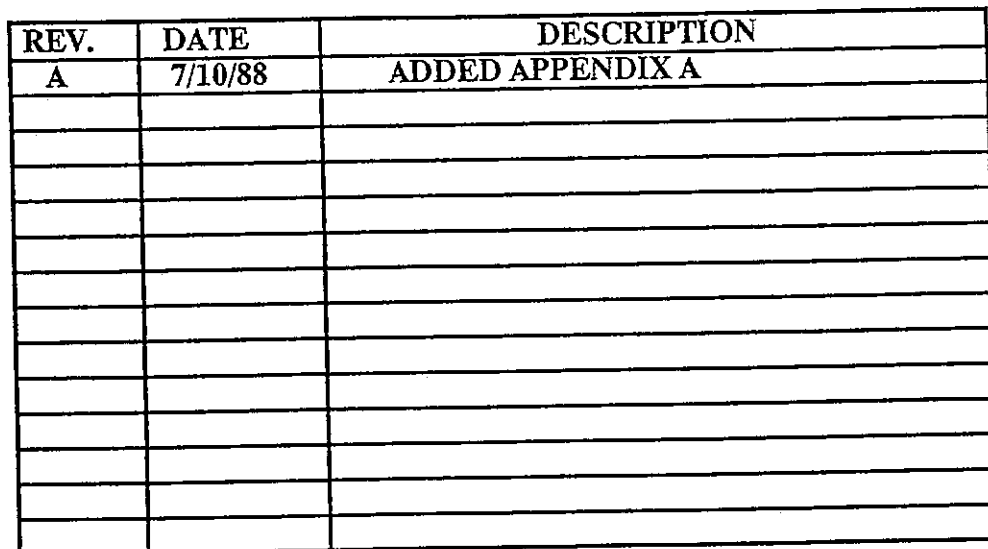 REV. DATE DESCRIPTION
A 7/10/88 ADDED APPENDIX A